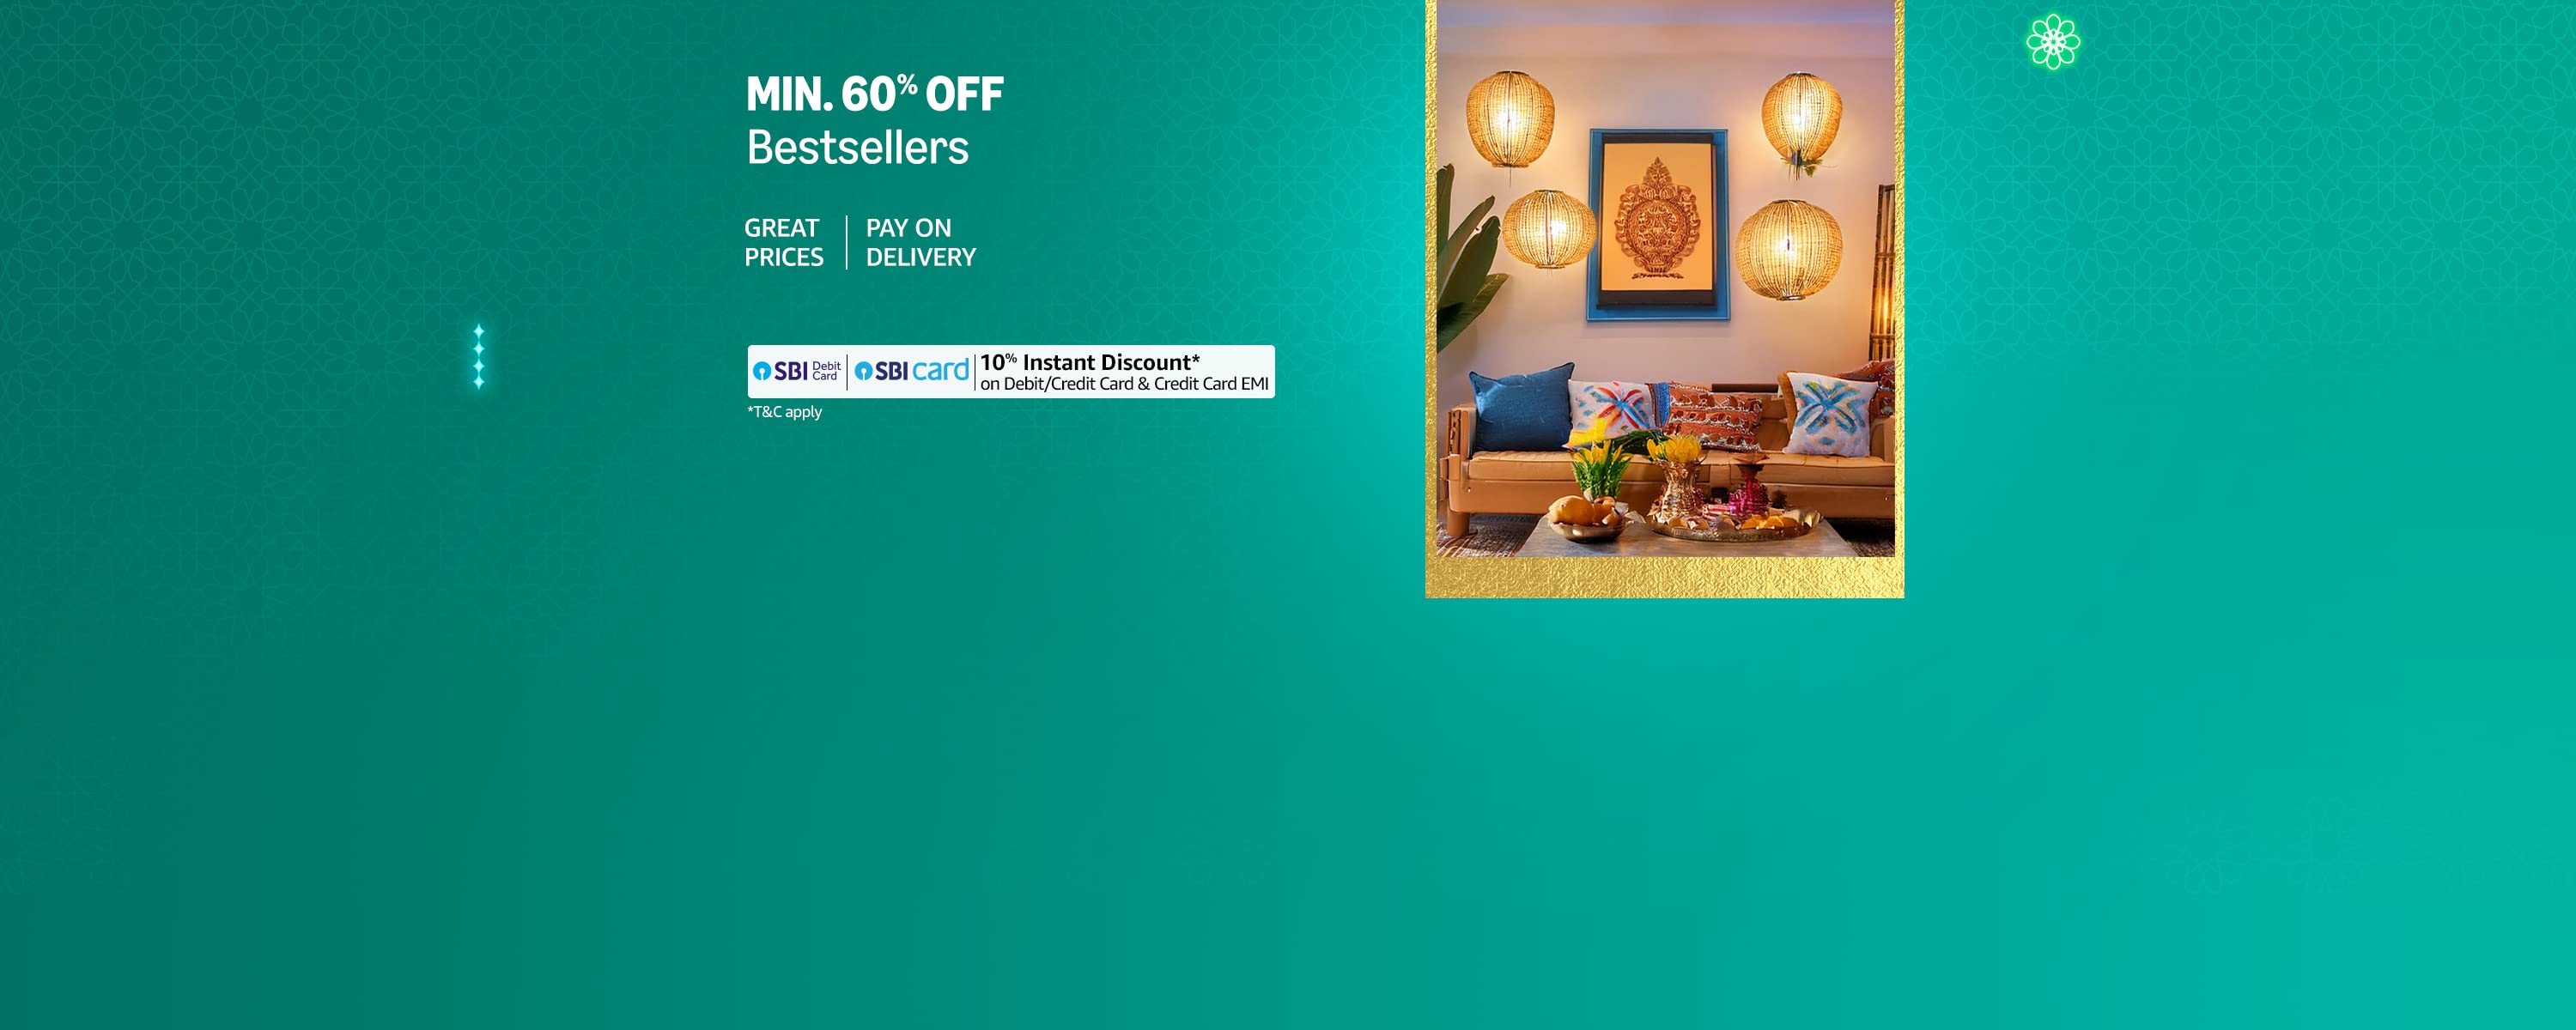 MIN. 60% OFF
Bestsellers
GREAT PRICES
PAY ON DELIVERY
SBI Debit Card
SBI card
10% Instant Discount*
on Debit/Credit Card & Credit Card EMI
*T&C apply